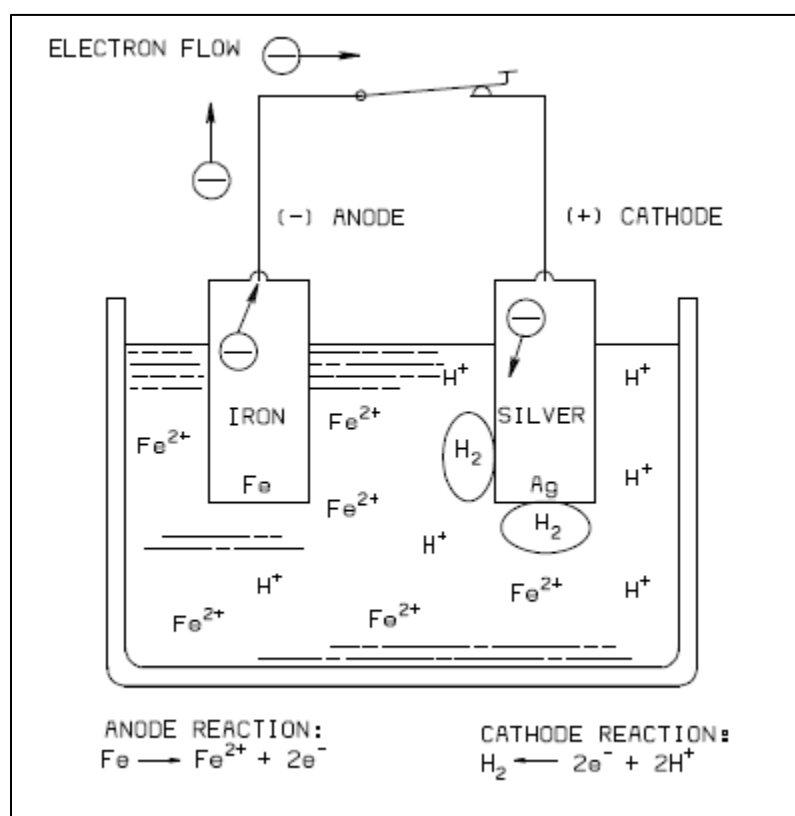 ELECTRON FLOW
(-) ANODE
(+) CATHODE
H⁺
H⁺
IRON
SILVER
Fe²⁺
Fe²⁺
H₂
Fe
Ag
H⁺
Fe²⁺
H₂
H⁺
H⁺
Fe²⁺
H⁺
Fe²⁺
Fe²⁺
ANODE REACTION:
Fe → Fe²⁺ + 2e⁻
CATHODE REACTION:
H₂ ← 2e⁻ + 2H⁺